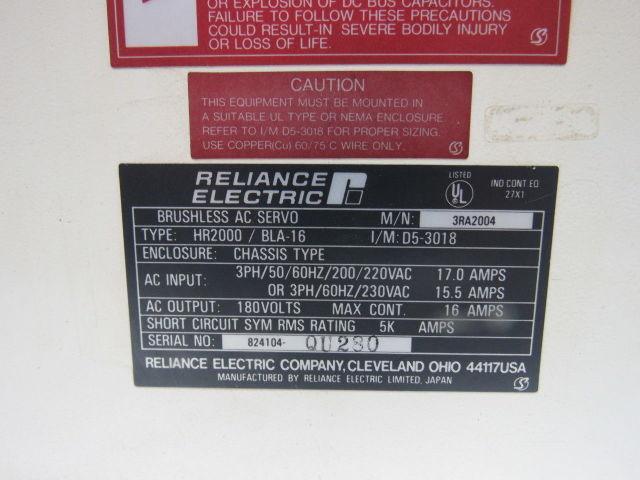 OR EXPLOSION OF DC BUS CAPACITORS.
FAILURE TO FOLLOW THESE PRECAUTIONS
COULD RESULT-IN SEVERE BODILY INJURY
OR LOSS OF LIFE.
CAUTION
THIS EQUIPMENT MUST BE MOUNTED IN
A SUITABLE UL TYPE OR NEMA ENCLOSURE.
REFER TO I/M D5-3018 FOR PROPER SIZING.
USE COPPER(Cu) 60/75 C WIRE ONLY.
RELIANCE ELECTRIC
LISTED
UL
IND CONT EQ
27X1
BRUSHLESS AC SERVO M/N: 3RA2004
TYPE: HR2000 / BLA-16 I/M: D5-3018
ENCLOSURE: CHASSIS TYPE
AC INPUT: 3PH/50/60HZ/200/220VAC 17.0 AMPS
OR 3PH/60HZ/230VAC 15.5 AMPS
AC OUTPUT: 180VOLTS MAX CONT. 16 AMPS
SHORT CIRCUIT SYM RMS RATING 5K AMPS
SERIAL NO: 824104- QU280
RELIANCE ELECTRIC COMPANY, CLEVELAND OHIO 44117USA
MANUFACTURED BY RELIANCE ELECTRIC LIMITED, JAPAN